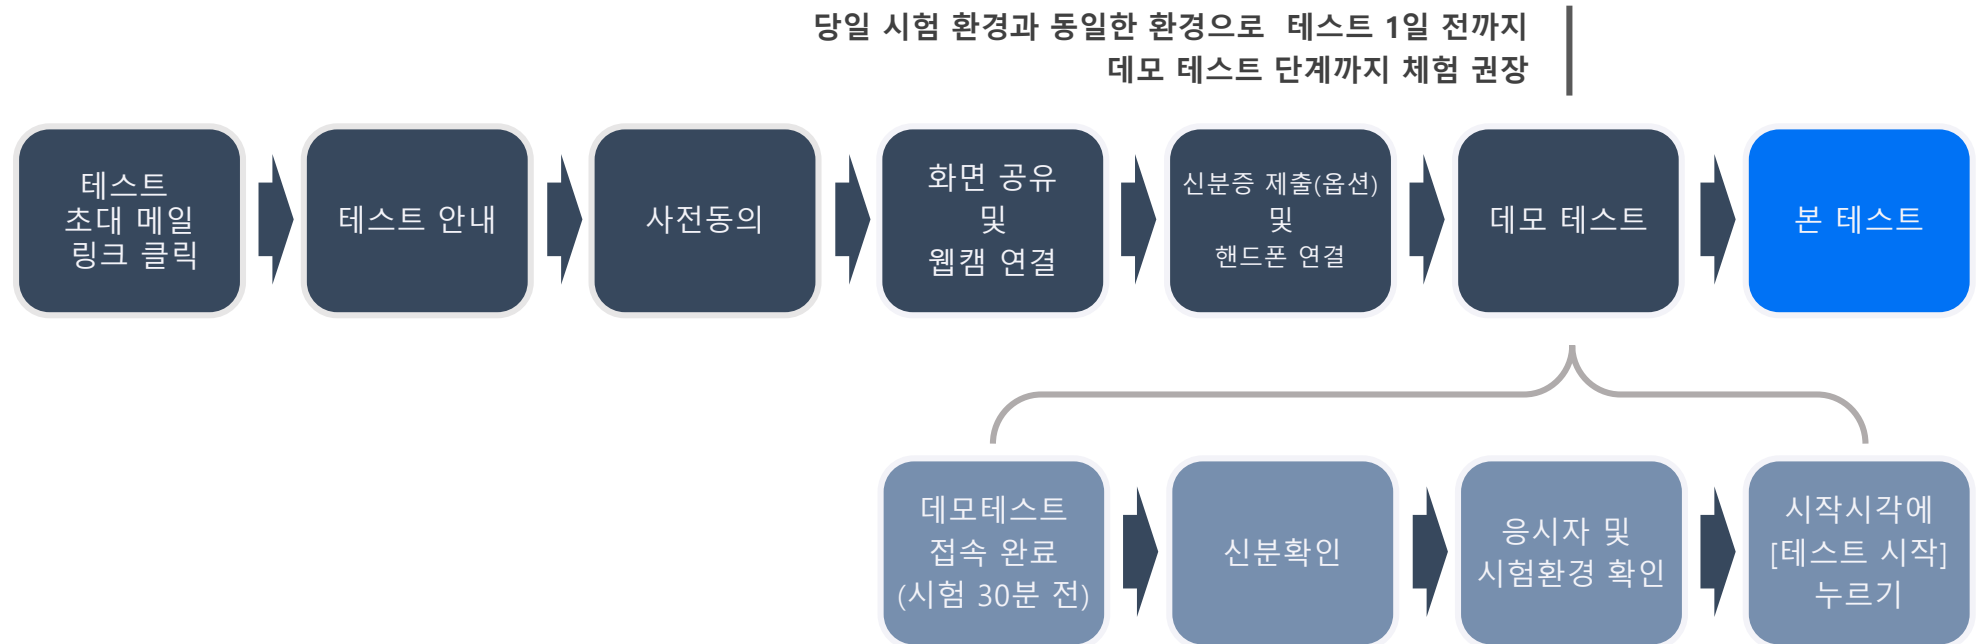 당일 시험 환경과 동일한 환경으로 테스트 1일 전까지
데모 테스트 단계까지 체험 권장
테스트
초대 메일
링크 클릭
테스트 안내
사전동의
화면 공유
및
웹캠 연결
신분증 제출(옵션)
및
핸드폰 연결
데모 테스트
본 테스트
데모테스트
접속 완료
(시험 30분 전)
신분확인
응시자 및
시험환경 확인
시작시각에
[테스트 시작]
누르기